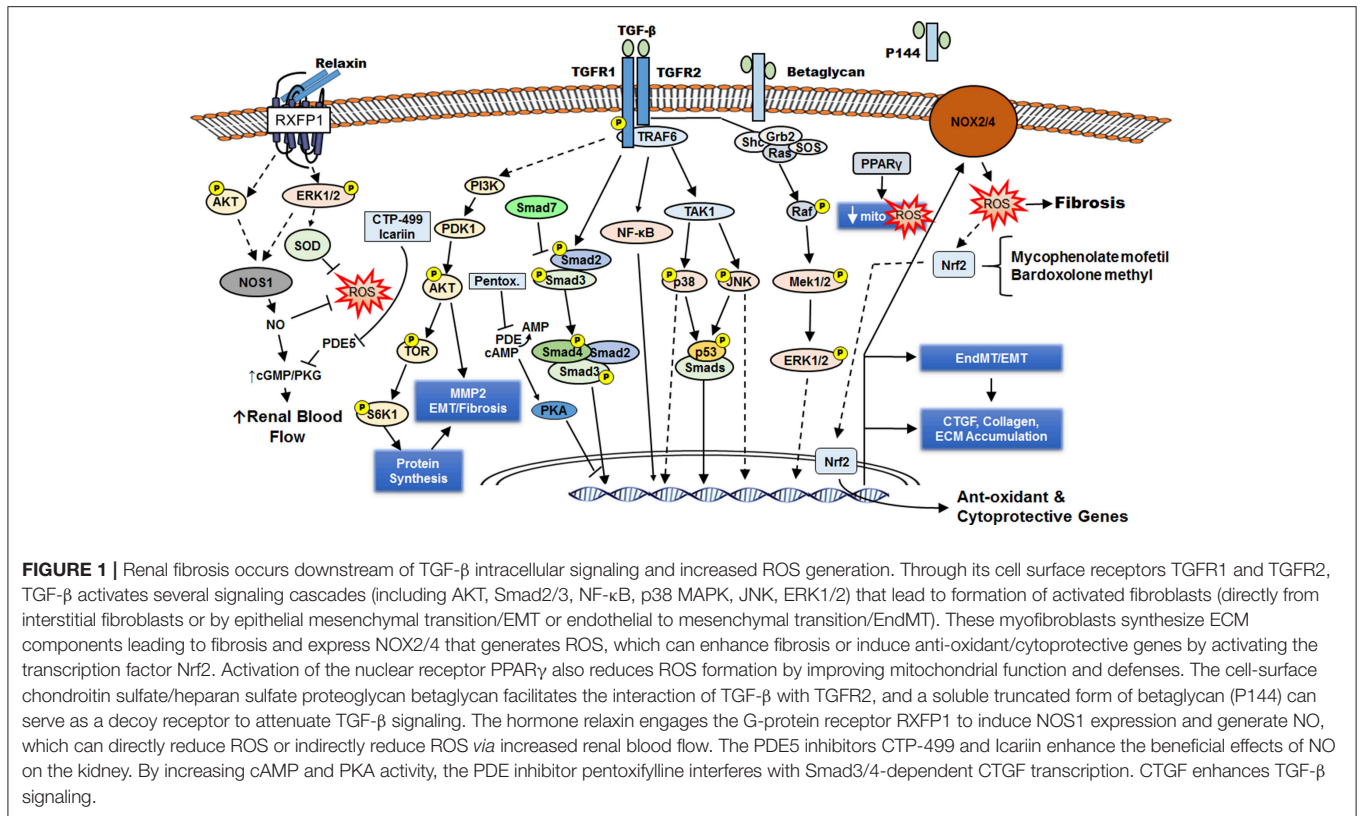 TGF-β
P144
Relaxin
TGFR1
TGFR2
Betaglycan
RXFP1
NOX2/4
P
TRAF6
Shc
Grb2
Ras
SOS
PPARγ
P
AKT
ERK1/2
P
PI3K
Smad7
TAK1
NF-κB
Raf
P
↓ mito
ROS
ROS
Fibrosis
CTP-499
Icariin
PDK1
SOD
P
Smad2
P
Smad3
Nrf2
Mycophenolate mofetil
Bardoxolone methyl
NOS1
ROS
P
AKT
Pentox.
P
p38
P
JNK
Mek1/2
P
NO
PDE5
AMP
PDE
cAMP
P
TOR
P
Smad4
Smad2
Smad3
P
P
p53
Smads
ERK1/2
P
EndMT/EMT
↑cGMP/PKG
MMP2
EMT/Fibrosis
↑Renal Blood
Flow
P
S6K1
PKA
CTGF, Collagen,
ECM Accumulation
Protein
Synthesis
Nrf2
Ant-oxidant &
Cytoprotective Genes
FIGURE 1 | Renal fibrosis occurs downstream of TGF-β intracellular signaling and increased ROS generation. Through its cell surface receptors TGFR1 and TGFR2,
TGF-β activates several signaling cascades (including AKT, Smad2/3, NF-κB, p38 MAPK, JNK, ERK1/2) that lead to formation of activated fibroblasts (directly from
interstitial fibroblasts or by epithelial mesenchymal transition/EMT or endothelial to mesenchymal transition/EndMT). These myofibroblasts synthesize ECM
components leading to fibrosis and express NOX2/4 that generates ROS, which can enhance fibrosis or induce anti-oxidant/cytoprotective genes by activating the
transcription factor Nrf2. Activation of the nuclear receptor PPARγ also reduces ROS formation by improving mitochondrial function and defenses. The cell-surface
chondroitin sulfate/heparan sulfate proteoglycan betaglycan facilitates the interaction of TGF-β with TGFR2, and a soluble truncated form of betaglycan (P144) can
serve as a decoy receptor to attenuate TGF-β signaling. The hormone relaxin engages the G-protein receptor RXFP1 to induce NOS1 expression and generate NO,
which can directly reduce ROS or indirectly reduce ROS via increased renal blood flow. The PDE5 inhibitors CTP-499 and Icariin enhance the beneficial effects of NO
on the kidney. By increasing cAMP and PKA activity, the PDE inhibitor pentoxifylline interferes with Smad3/4-dependent CTGF transcription. CTGF enhances TGF-β
signaling.